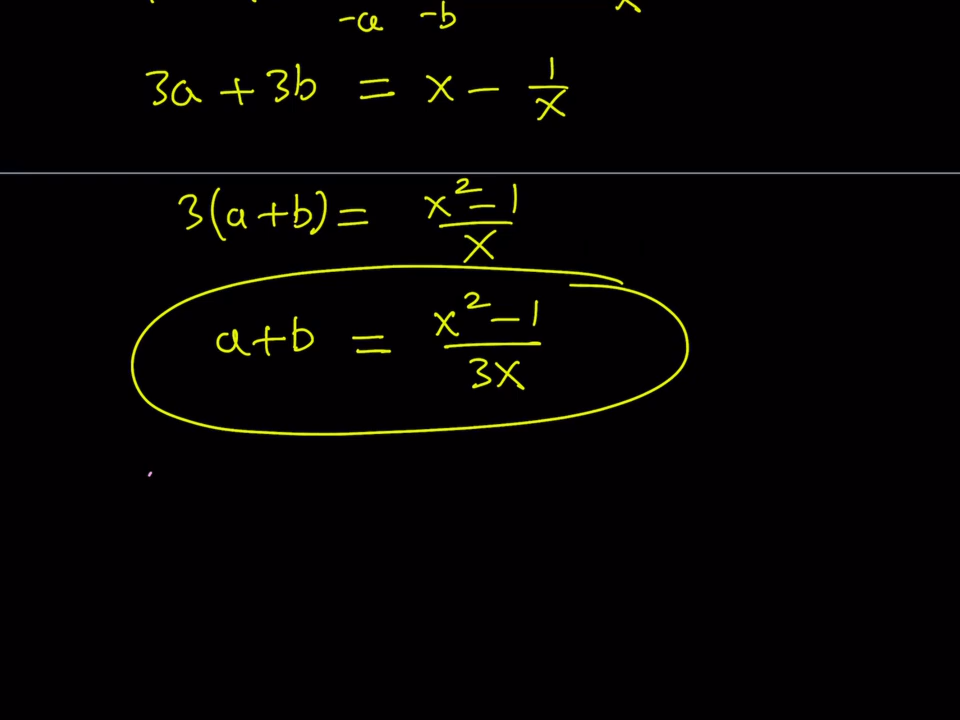 -a -b x
3a + 3b = x - 1/x
3(a+b) = x² - 1/x
a+b = x² - 1/3x